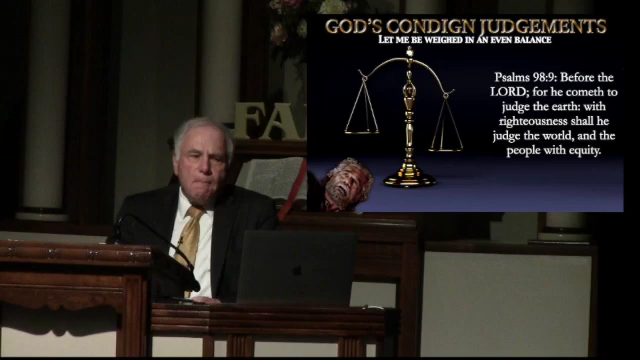 GOD'S CONDIGN JUDGEMENTS
LET ME BE WEIGHED IN AN EVEN BALANCE
Psalms 98:9: Before the
LORD; for he cometh to
judge the earth: with
righteousness shall he
judge the world, and the
people with equity.
FA